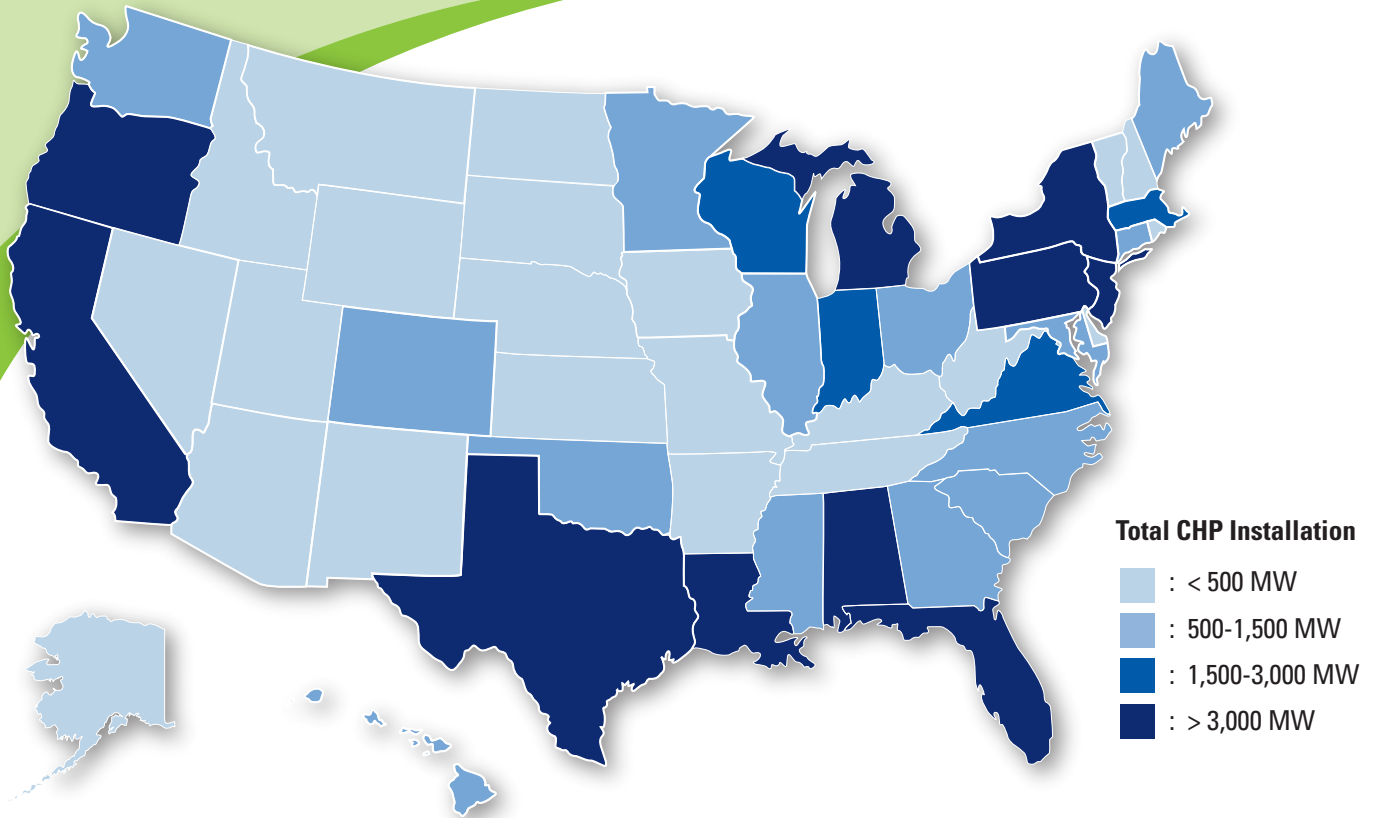 Total CHP Installation
: < 500 MW
: 500-1,500 MW
: 1,500-3,000 MW
: > 3,000 MW